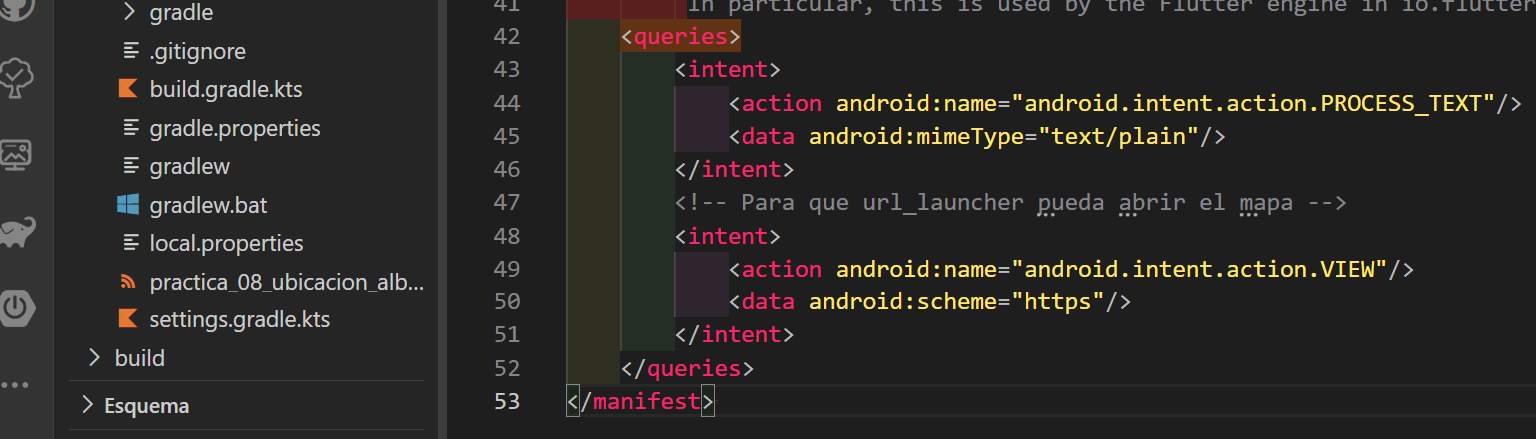 gradle
.gitignore
build.gradle.kts
gradle.properties
gradlew
gradlew.bat
local.properties
practica_08_ubicacion_alb...
settings.gradle.kts
build
Esquema
41 In particular, this is used by the Flutter engine in io.flutter
42 <queries>
43 <intent>
44 <action android:name="android.intent.action.PROCESS_TEXT"/>
45 <data android:mimeType="text/plain"/>
46 </intent>
47 <!-- Para que url_launcher pueda abrir el mapa -->
48 <intent>
49 <action android:name="android.intent.action.VIEW"/>
50 <data android:scheme="https"/>
51 </intent>
52 </queries>
53 </manifest>